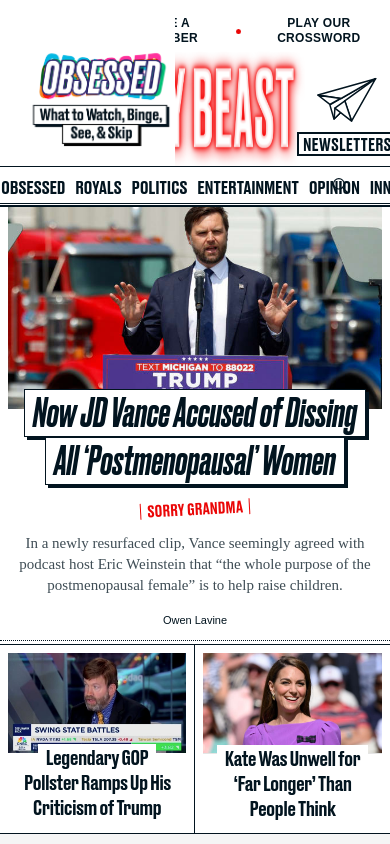 E A
BER
PLAY OUR
CROSSWORD
OBSESSED
What to Watch, Binge,
See, & Skip
Y BEAST
NEWSLETTERS
OBSESSED ROYALS POLITICS ENTERTAINMENT OPINION INN
TEXT MICHIGAN TO 88022
TRUMP
Now JD Vance Accused of Dissing
All ‘Postmenopausal’ Women
SORRY GRANDMA
In a newly resurfaced clip, Vance seemingly agreed with
podcast host Eric Weinstein that “the whole purpose of the
postmenopausal female” is to help raise children.
Owen Lavine
SQUAWK BOX
SWING STATE BATTLES
Legendary GOP
Pollster Ramps Up His
Criticism of Trump
Kate Was Unwell for
‘Far Longer’ Than
People Think